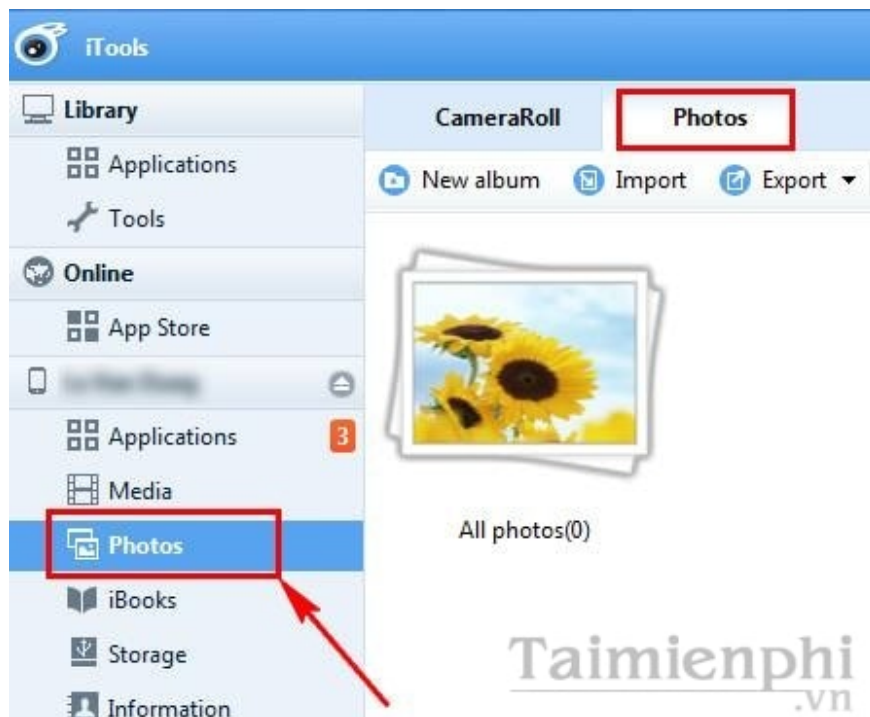 iTools
Library
Applications
Tools
Online
App Store
Applications 3
Media
Photos
iBooks
Storage
Information
CameraRoll Photos
New album Import Export
All photos(0)
Taimienphi
.vn